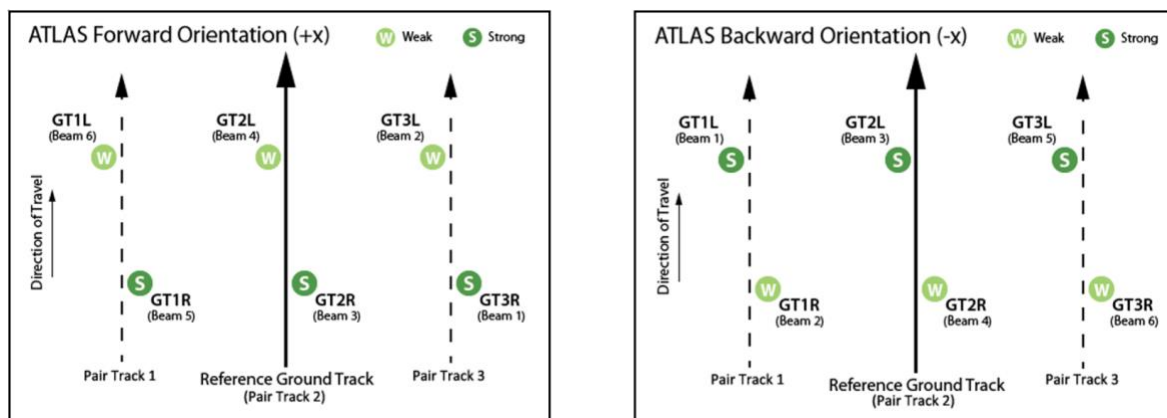 ATLAS Forward Orientation (+x)
W Weak
S Strong
GT1L
(Beam 6)
W
GT2L
(Beam 4)
W
GT3L
(Beam 2)
W
Direction of Travel
S
GT1R
(Beam 5)
S
GT2R
(Beam 3)
S
GT3R
(Beam 1)
Pair Track 1
Reference Ground Track
(Pair Track 2)
Pair Track 3
ATLAS Backward Orientation (-x)
W Weak
S Strong
GT1L
(Beam 1)
S
GT2L
(Beam 3)
S
GT3L
(Beam 5)
S
Direction of Travel
W
GT1R
(Beam 2)
W
GT2R
(Beam 4)
W
GT3R
(Beam 6)
Pair Track 1
Reference Ground Track
(Pair Track 2)
Pair Track 3